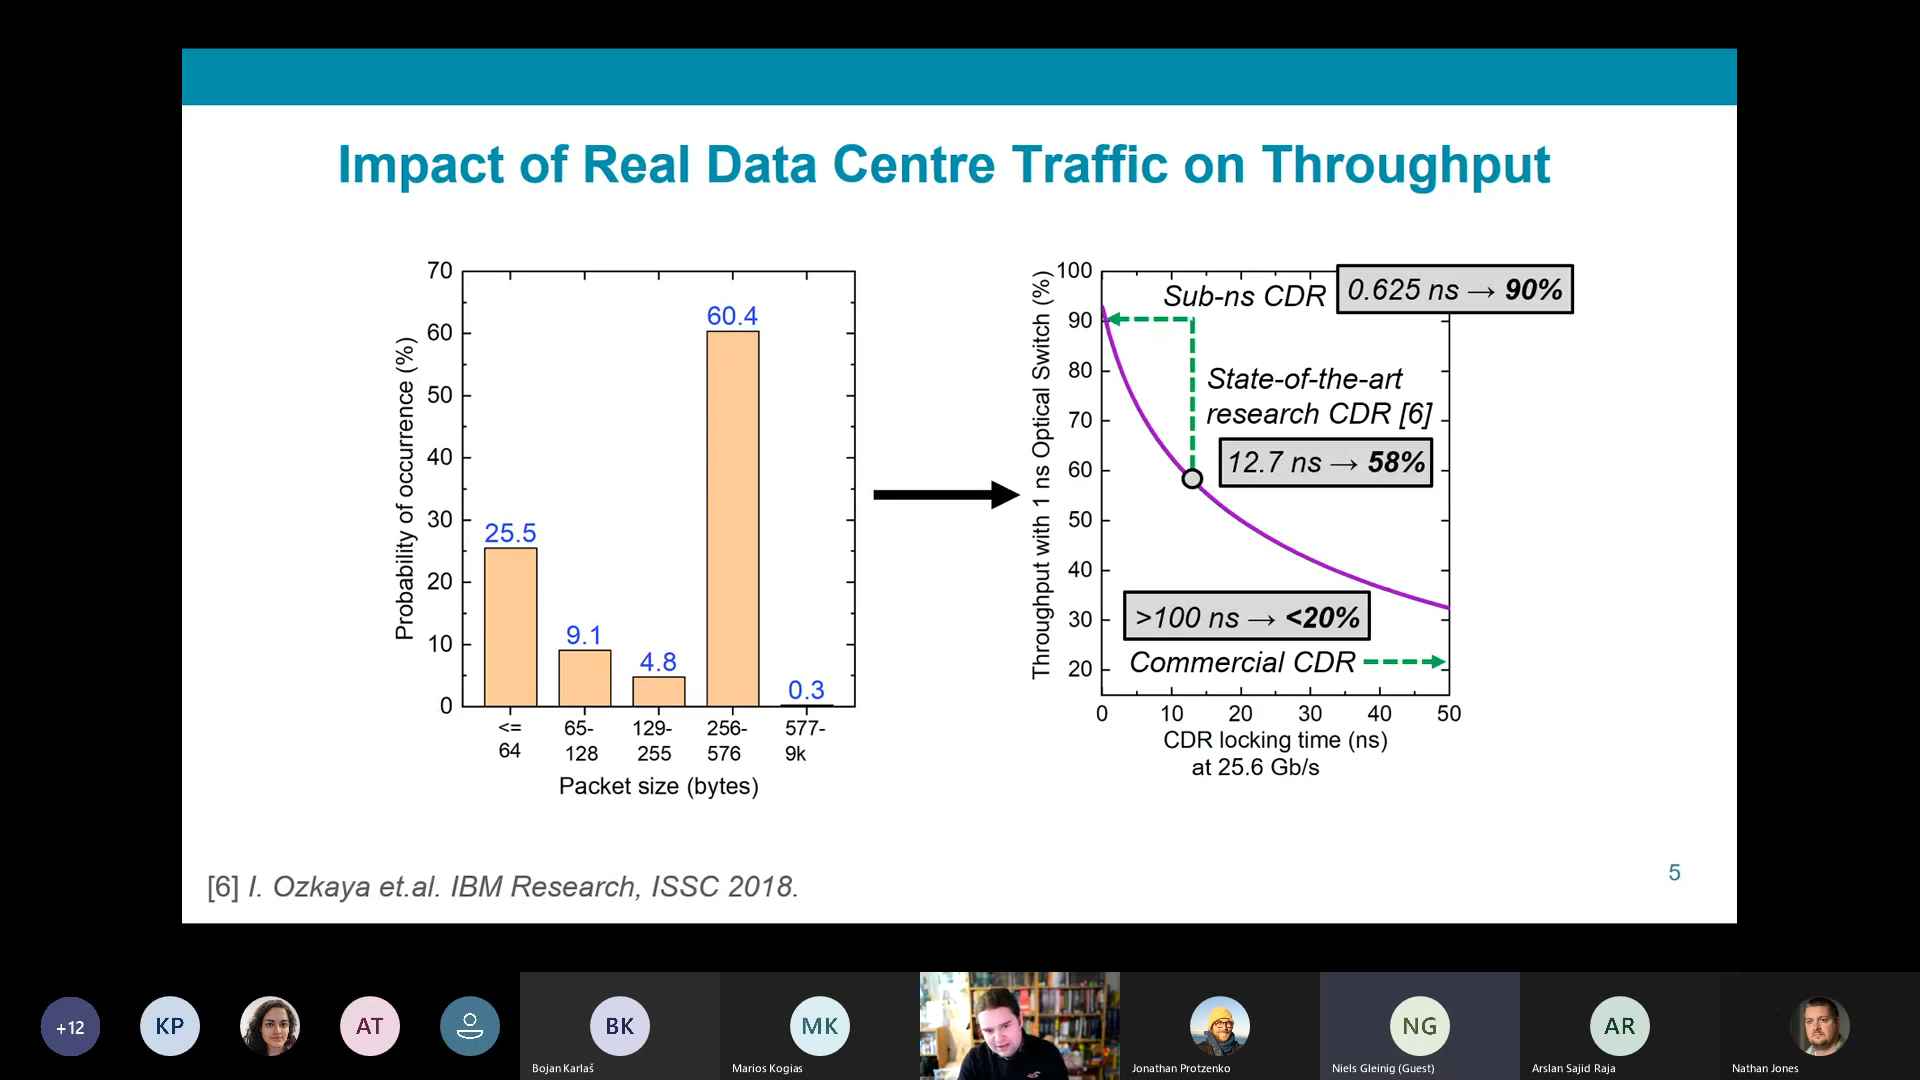 Impact of Real Data Centre Traffic on Throughput
70
60
50
40
30
20
10
0
Probability of occurrence (%)
25.5
9.1
4.8
60.4
0.3
<=
64
65-
128
129-
255
256-
576
577-
9k
Packet size (bytes)
Throughput with 1 ns Optical Switch (%)
100
90
80
70
60
50
40
30
20
Sub-ns CDR
0.625 ns → 90%
State-of-the-art
research CDR [6]
12.7 ns → 58%
>100 ns → <20%
Commercial CDR
0
10
20
30
40
50
CDR locking time (ns)
at 25.6 Gb/s
[6] I. Ozkaya et.al. IBM Research, ISSC 2018.
5
+12
KP
AT
BK
Bojan Karlaš
MK
Marios Kogias
Jonathan Protzenko
NG
Niels Gleinig (Guest)
AR
Arslan Sajid Raja
Nathan Jones